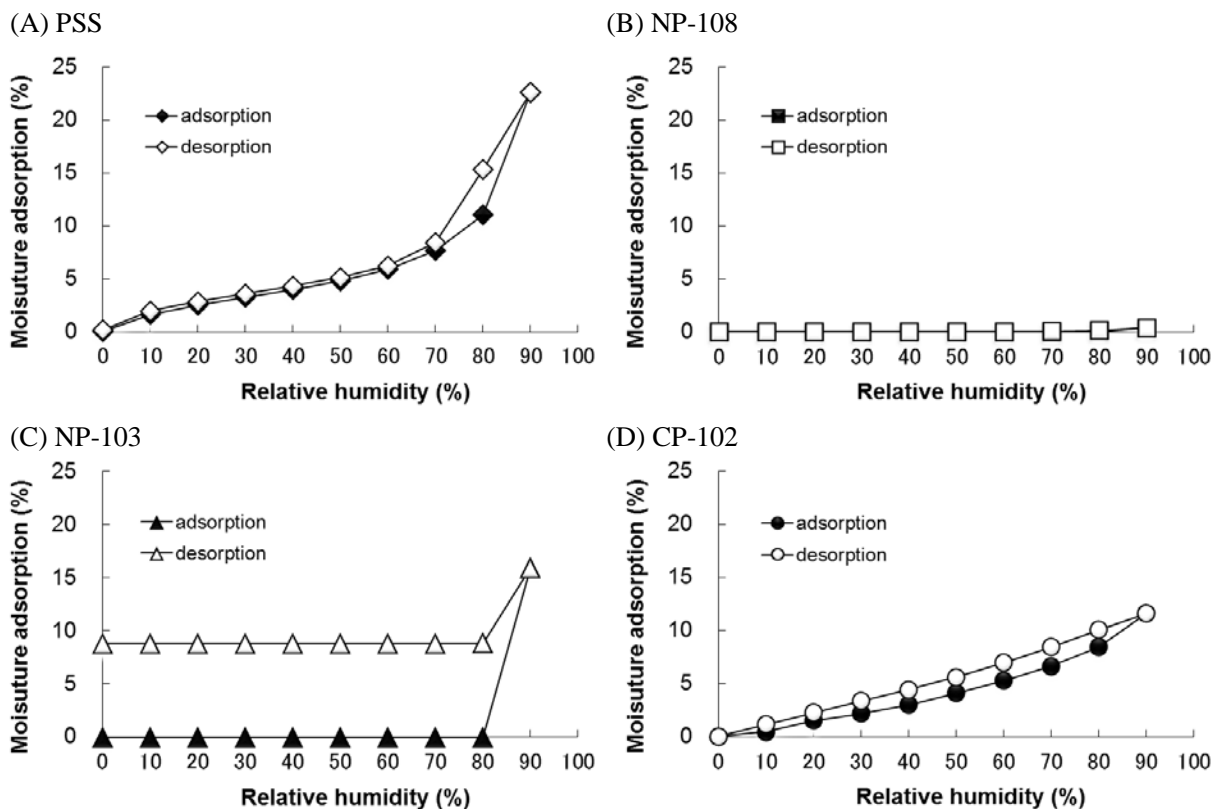 (A) PSS
Moisuture adsorption (%)
25
20
15
10
5
0
adsorption
desorption
0 10 20 30 40 50 60 70 80 90 100
Relative humidity (%)
(B) NP-108
Moisuture adsorption (%)
25
20
15
10
5
0
adsorption
desorption
0 10 20 30 40 50 60 70 80 90 100
Relative humidity (%)
(C) NP-103
Moisuture adsorption (%)
25
20
15
10
5
0
adsorption
desorption
0 10 20 30 40 50 60 70 80 90 100
Relative humidity (%)
(D) CP-102
Moisuture adsorption (%)
25
20
15
10
5
0
adsorption
desorption
0 10 20 30 40 50 60 70 80 90 100
Relative humidity (%)